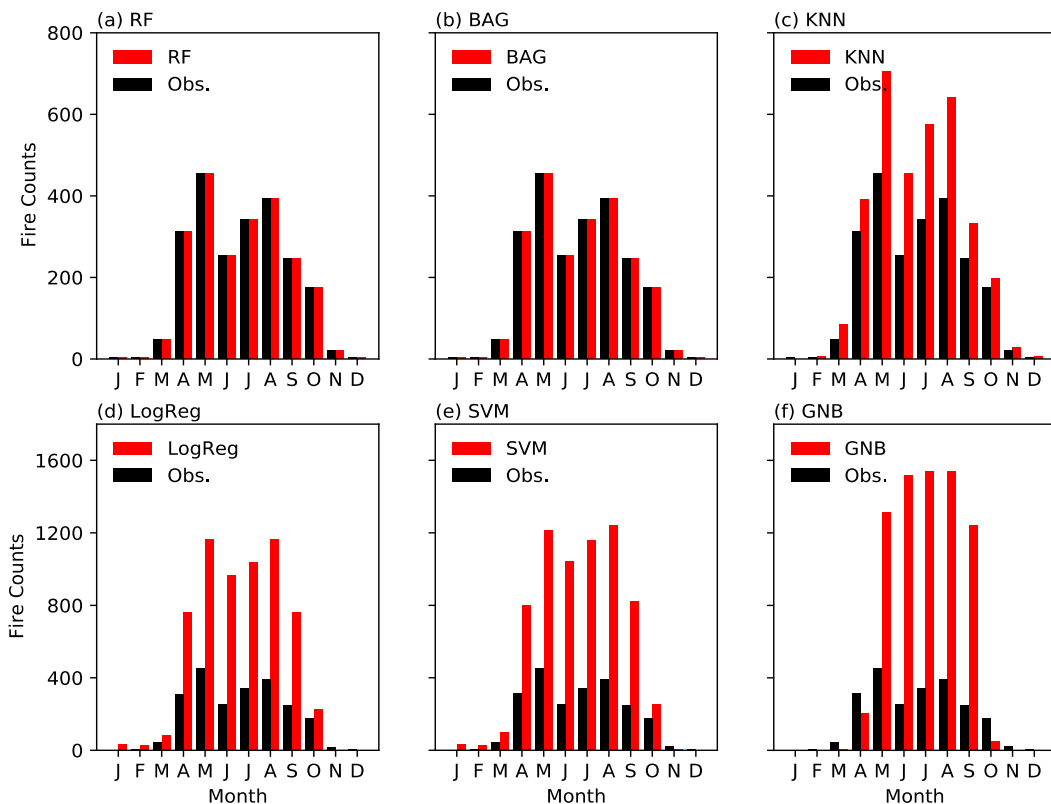 (a) RF
(b) BAG
(c) KNN
800
600
400
200
0
Fire Counts
RF
Obs.
BAG
Obs.
KNN
Obs.
J F M A M J J A S O N D
J F M A M J J A S O N D
J F M A M J J A S O N D
(d) LogReg
(e) SVM
(f) GNB
1600
1200
800
400
0
Fire Counts
LogReg
Obs.
SVM
Obs.
GNB
Obs.
J F M A M J J A S O N D
J F M A M J J A S O N D
J F M A M J J A S O N D
Month
Month
Month